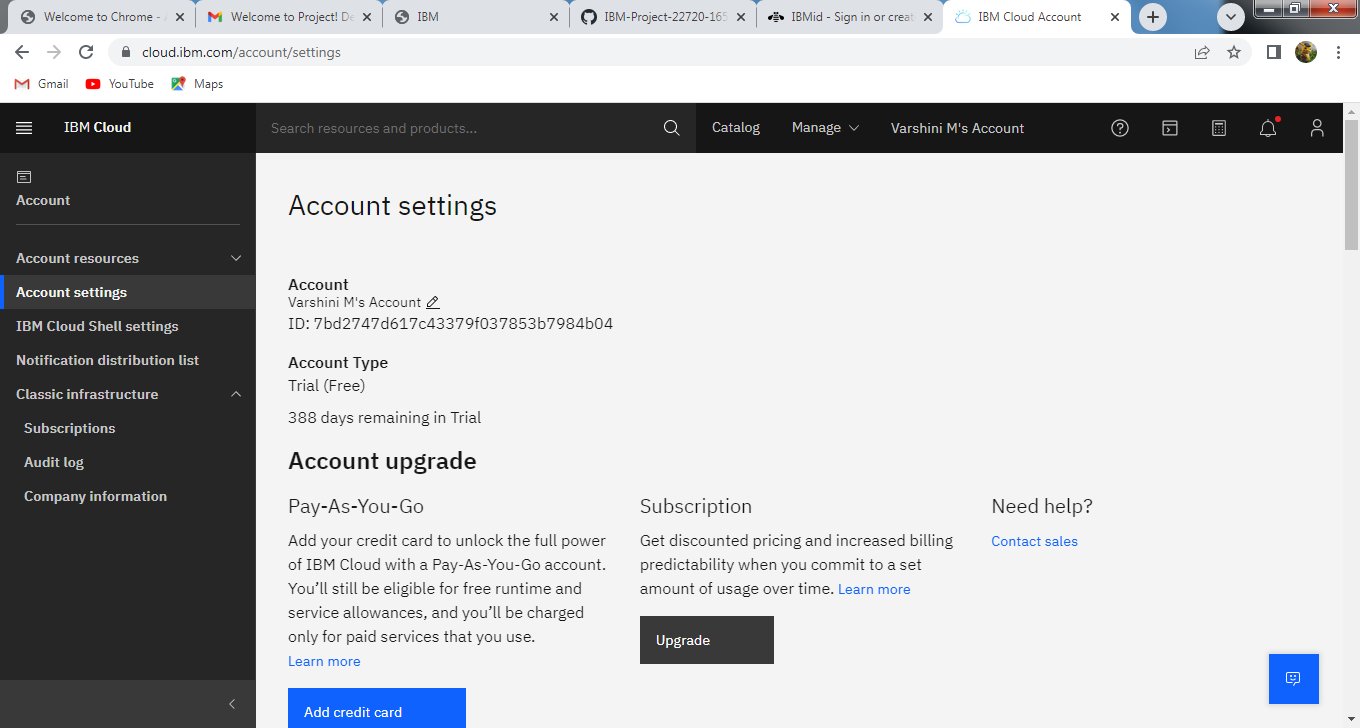 Welcome to Chrome -
Welcome to Project! De
IBM
IBM-Project-22720-165
IBMid - Sign in or creat
IBM Cloud Account
cloud.ibm.com/account/settings
Gmail
YouTube
Maps
IBM Cloud
Search resources and products...
Catalog
Manage
Varshini M's Account
Account
Account resources
Account settings
IBM Cloud Shell settings
Notification distribution list
Classic infrastructure
Subscriptions
Audit log
Company information
Account settings
Account
Varshini M's Account
ID: 7bd2747d617c43379f037853b7984b04
Account Type
Trial (Free)
388 days remaining in Trial
Account upgrade
Pay-As-You-Go
Add your credit card to unlock the full power
of IBM Cloud with a Pay-As-You-Go account.
You’ll still be eligible for free runtime and
service allowances, and you’ll be charged
only for paid services that you use.
Learn more
Add credit card
Subscription
Get discounted pricing and increased billing
predictability when you commit to a set
amount of usage over time. Learn more
Upgrade
Need help?
Contact sales